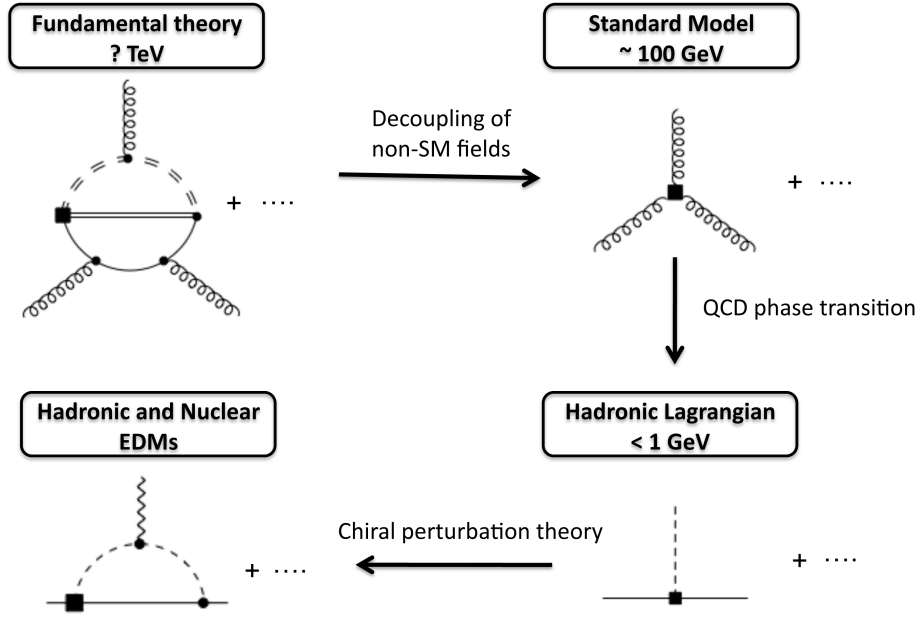 Fundamental theory
? TeV
Standard Model
~ 100 GeV
Decoupling of
non-SM fields
+ ....
+ ....
QCD phase transition
Hadronic and Nuclear
EDMs
Hadronic Lagrangian
< 1 GeV
Chiral perturbation theory
+ ....
+ ....